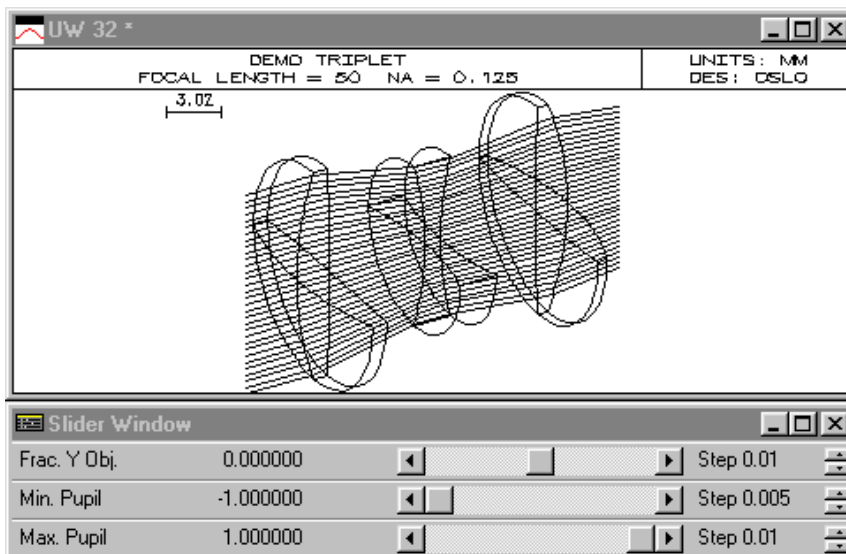 UW 32 *
DEMO TRIPLET
FOCAL LENGTH = 50 NA = 0.125
UNITS: MM
DES: OSLO
3.02
Slider Window
Frac. Y Obj. 0.000000 Step 0.01
Min. Pupil -1.000000 Step 0.005
Max. Pupil 1.000000 Step 0.01